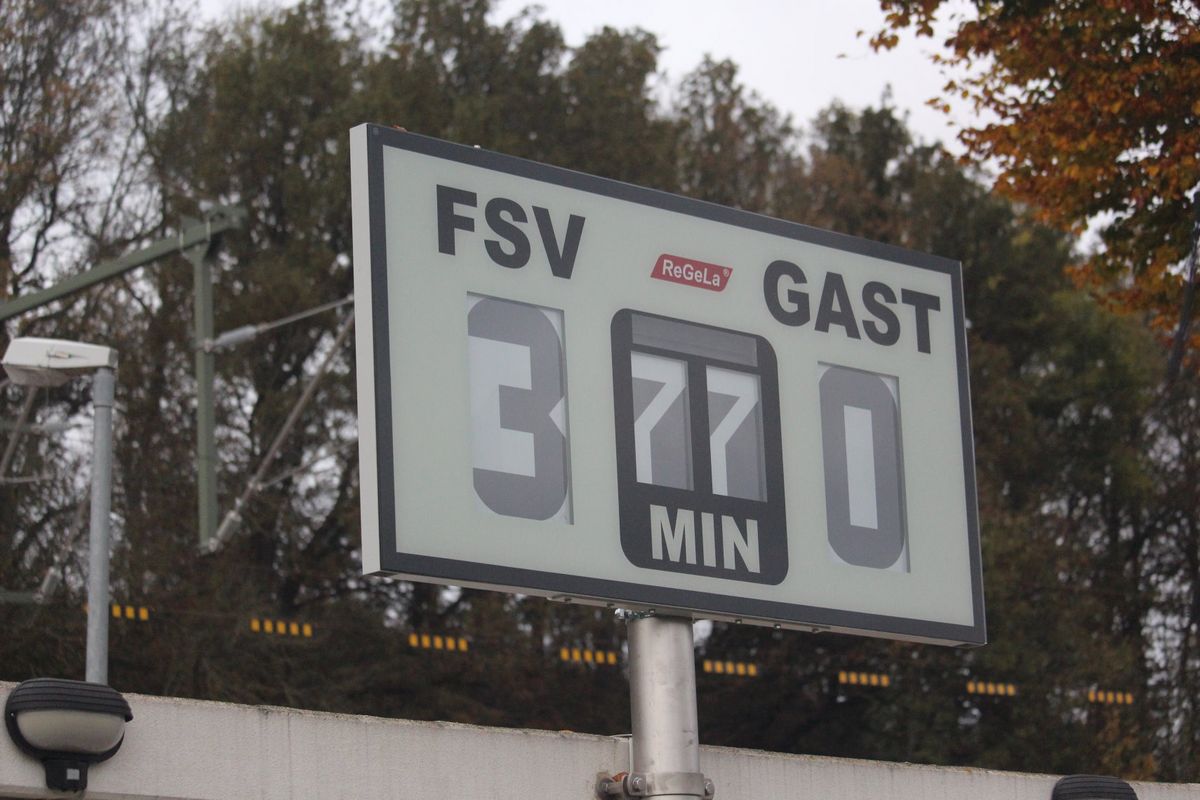 FSV
ReGeLa®
GAST
3 77 0
MIN